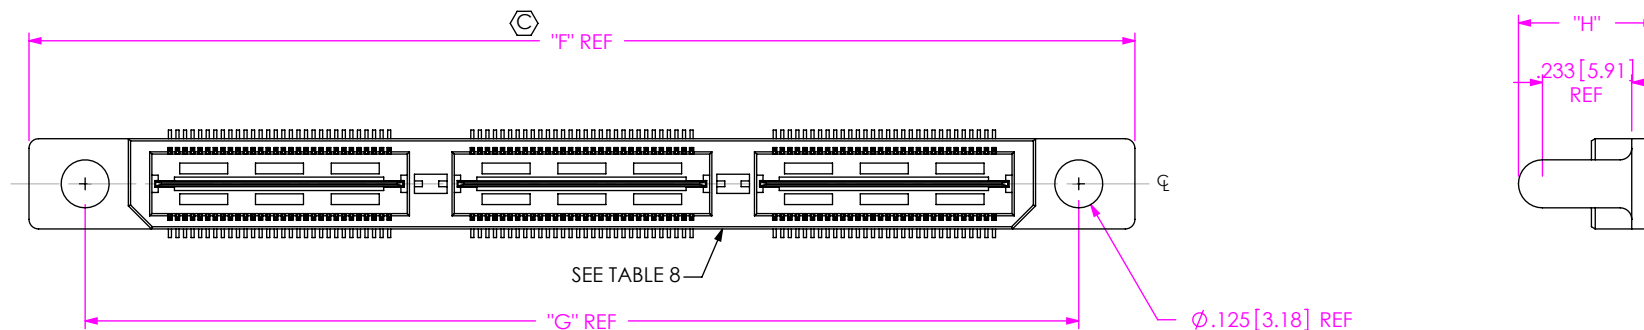 C
"F" REF
"H"
.233[5.91]
REF
℄
SEE TABLE 8
"G" REF
Ø.125[3.18] REF